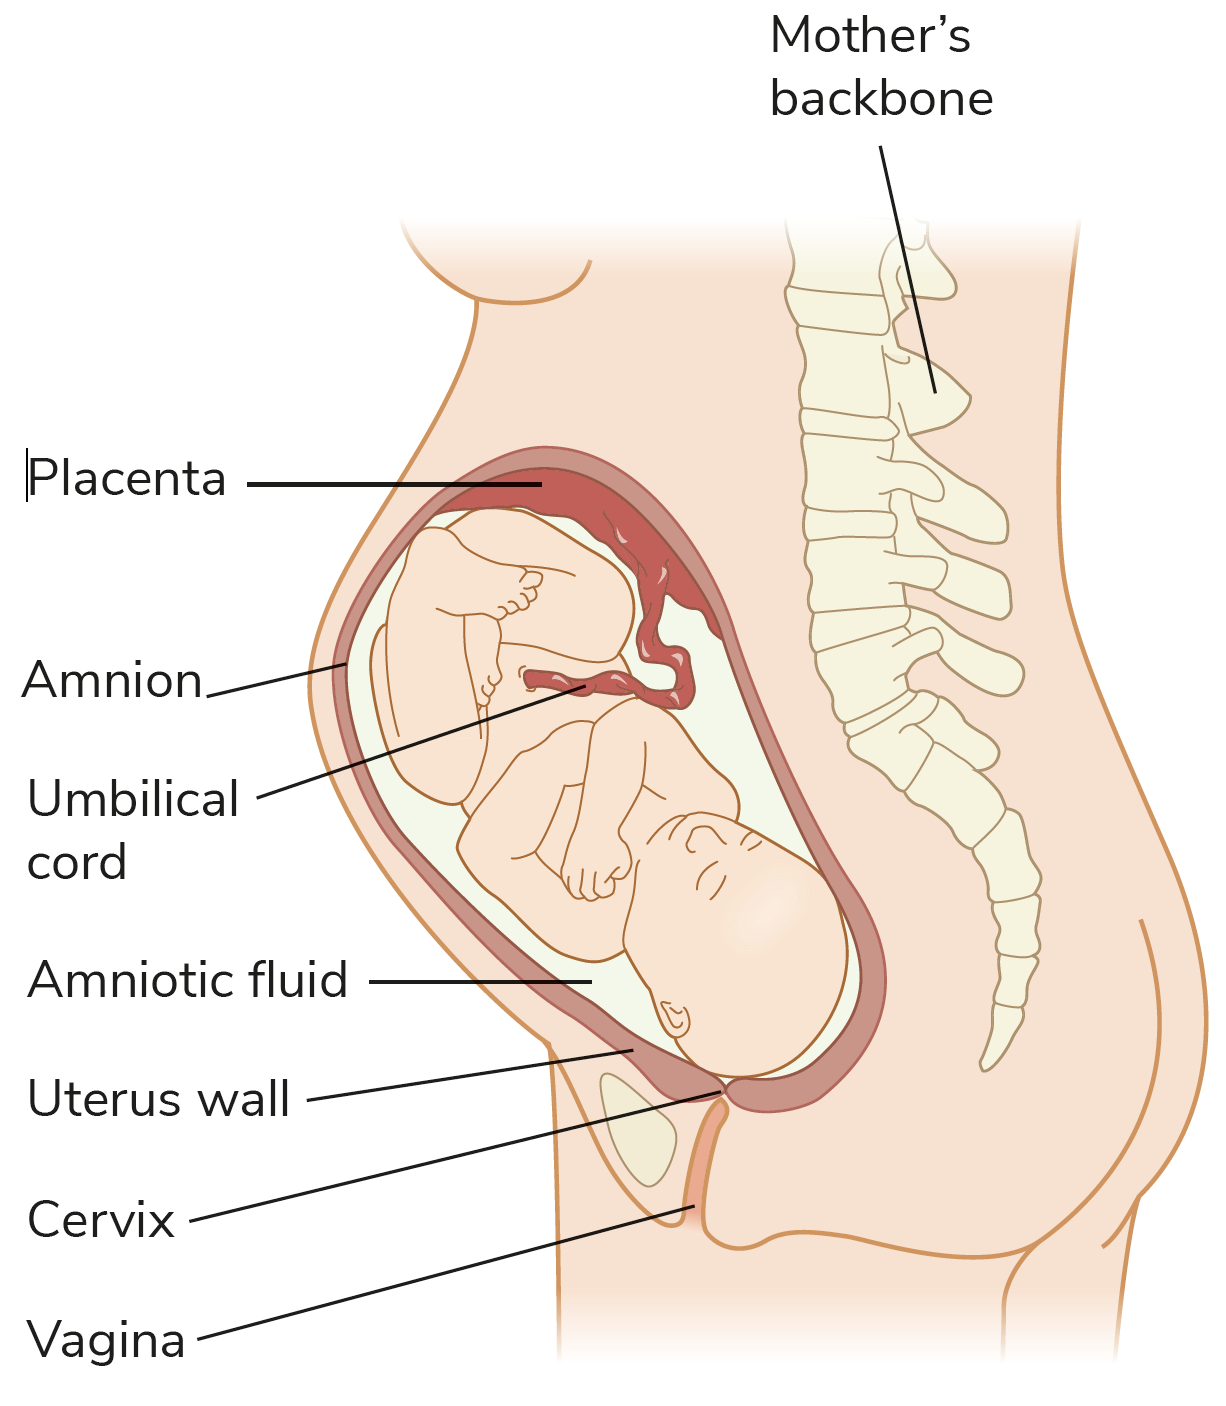 Mother’s
backbone
Placenta
Amnion
Umbilical
cord
Amniotic fluid
Uterus wall
Cervix
Vagina